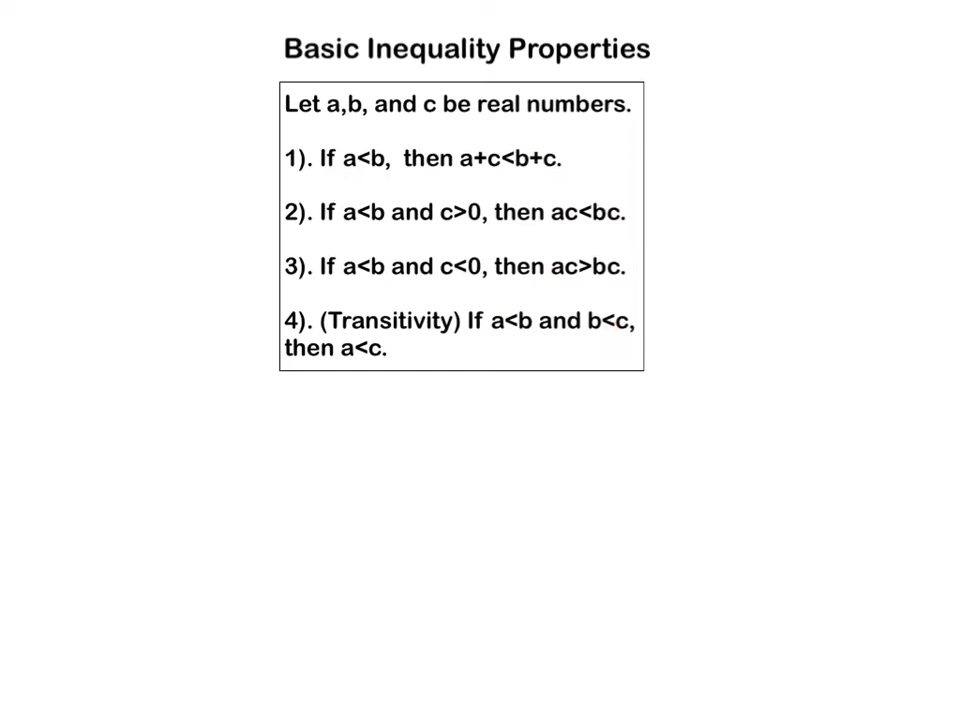 Basic Inequality Properties
Let a,b, and c be real numbers.
1). If a<b, then a+c<b+c.
2). If a<b and c>0, then ac<bc.
3). If a<b and c<0, then ac>bc.
4). (Transitivity) If a<b and b<c,
then a<c.